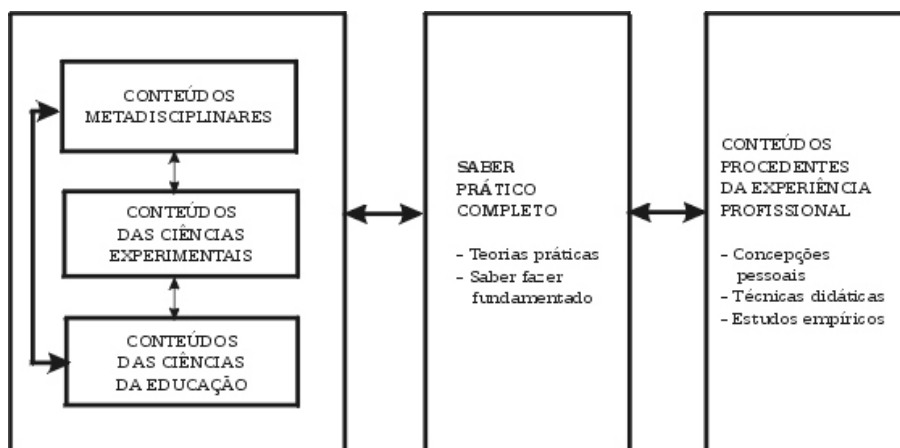 CONTEÚDOS
METADISCIPLINARES
CONTEÚDOS
DAS CIÊNCIAS
EXPERIMENTAIS
CONTEÚDOS
DAS CIÊNCIAS
DA EDUCAÇÃO
SABER
PRÁTICO
COMPLETO
– Teorias práticas
– Saber fazer
fundamentado
CONTEÚDOS
PROCEDENTES
DA EXPERIÊNCIA
PROFISSIONAL
– Concepções
pessoais
– Técnicas didáticas
– Estudos empíricos